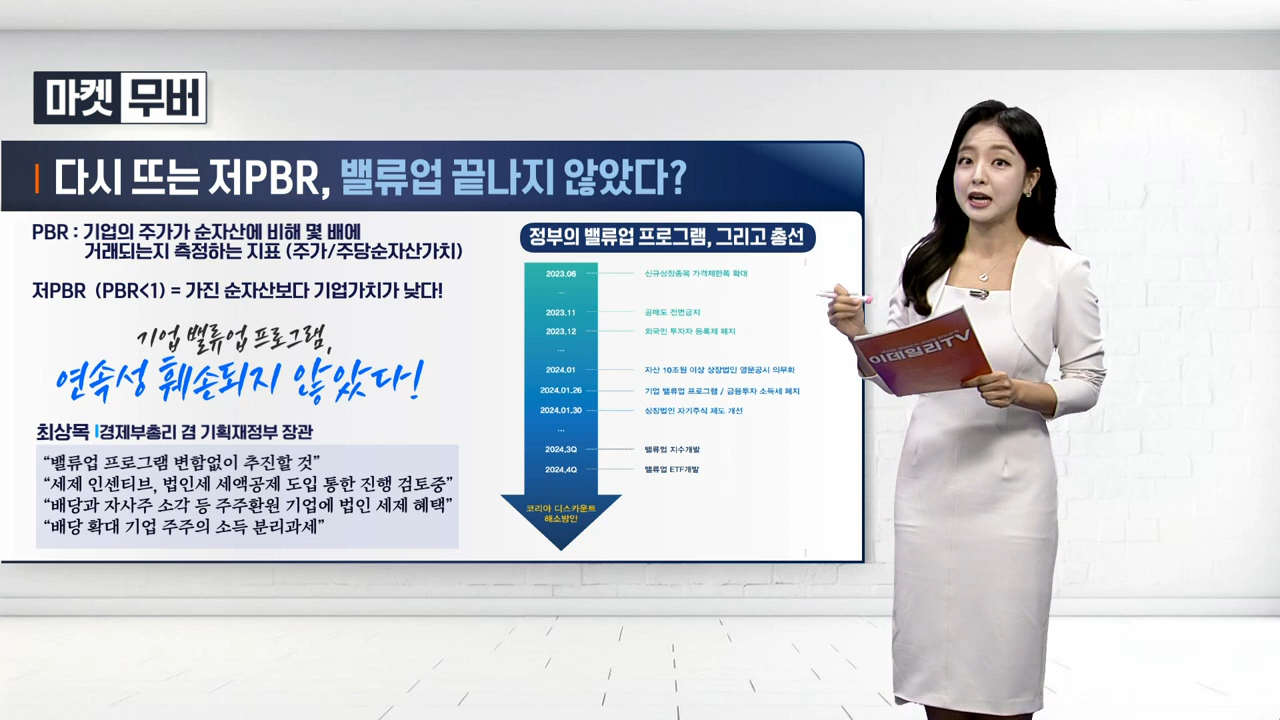 마켓 무버
다시 뜨는 저PBR, 밸류업 끝나지 않았다?
PBR : 기업의 주가가 순자산에 비해 몇 배에
거래되는지 측정하는 지표 (주가/주당순자산가치)
저PBR (PBR<1) = 가진 순자산보다 기업가치가 낮다!
기업 밸류업 프로그램,
연속성 훼손되지 않았다!
최상목 | 경제부총리 겸 기획재정부 장관
“밸류업 프로그램 변함없이 추진할 것”
“세제 인센티브, 법인세 세액공제 도입 통한 진행 검토중”
“배당과 자사주 소각 등 주주환원 기업에 법인 세제 혜택”
“배당 확대 기업 주주의 소득 분리과세”
정부의 밸류업 프로그램, 그리고 총선
2023.06 신규상장종목 가격제한폭 확대
...
2023.11 공매도 전면금지
2023.12 외국인 투자자 등록제 폐지
...
2024.01 자산 10조원 이상 상장법인 영문공시 의무화
2024.01.26 기업 밸류업 프로그램 / 금융투자 소득세 폐지
2024.01.30 상장법인 자기주식 제도 개선
...
2024.3Q 밸류업 지수개발
2024.4Q 밸류업 ETF개발
코리아 디스카운트
해소방안
이데일리TV